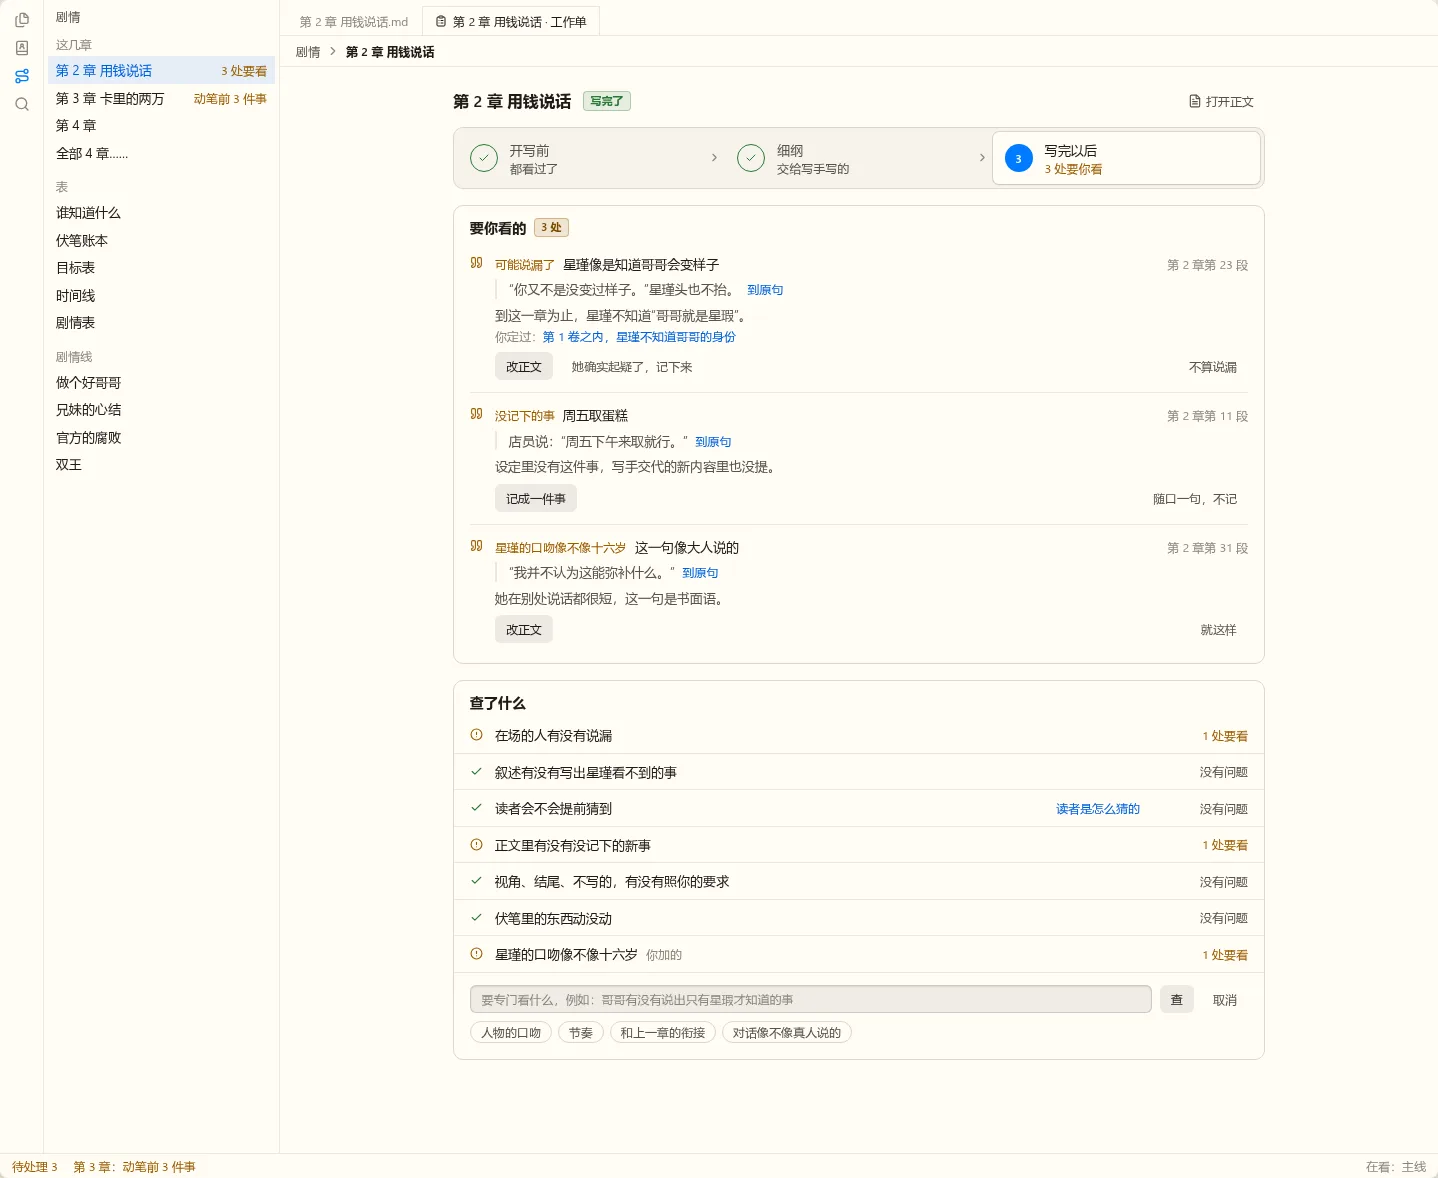 剧情
这几章
第 2 章 用钱说话
3 处要看
第 3 章 卡里的两万
动笔前 3 件事
第 4 章
全部 4 章……
表
谁知道什么
伏笔账本
目标表
时间线
剧情表
剧情线
做个好哥哥
兄妹的心结
官方的腐败
双王
第 2 章 用钱说话.md
第 2 章 用钱说话 · 工作单
剧情
第 2 章 用钱说话
第 2 章 用钱说话
写完了
打开正文
开写前
都看过了
细纲
交给写手写的
3
写完以后
3 处要你看
要你看的
3 处
可能说漏了 星瑾像是知道哥哥会变样子
第 2 章第 23 段
“你又不是没变过样子。”星瑾头也不抬。 到原句
到这一章为止，星瑾不知道“哥哥就是星瑕”。
你定过：第 1 卷之内，星瑾不知道哥哥的身份
改正文
她确实起疑了，记下来
不算说漏
没记下的事 周五取蛋糕
第 2 章第 11 段
店员说：“周五下午来取就行。” 到原句
设定里没有这件事，写手交代的新内容里也没提。
记成一件事
随口一句，不记
星瑾的口吻像不像十六岁 这一句像大人说的
第 2 章第 31 段
“我并不认为这能弥补什么。” 到原句
她在别处说话都很短，这一句是书面语。
改正文
就这样
查了什么
在场的人有没有说漏
1 处要看
叙述有没有写出星瑾看不到的事
没有问题
读者会不会提前猜到
读者是怎么猜的
没有问题
正文里有没有没记下的新事
1 处要看
视角、结尾、不写的，有没有照你的要求
没有问题
伏笔里的东西动没动
没有问题
星瑾的口吻像不像十六岁 你加的
1 处要看
要专门看什么，例如：哥哥有没有说出只有星瑕才知道的事
查
取消
人物的口吻
节奏
和上一章的衔接
对话像不像真人说的
待处理 3
第 3 章：动笔前 3 件事
在看：主线